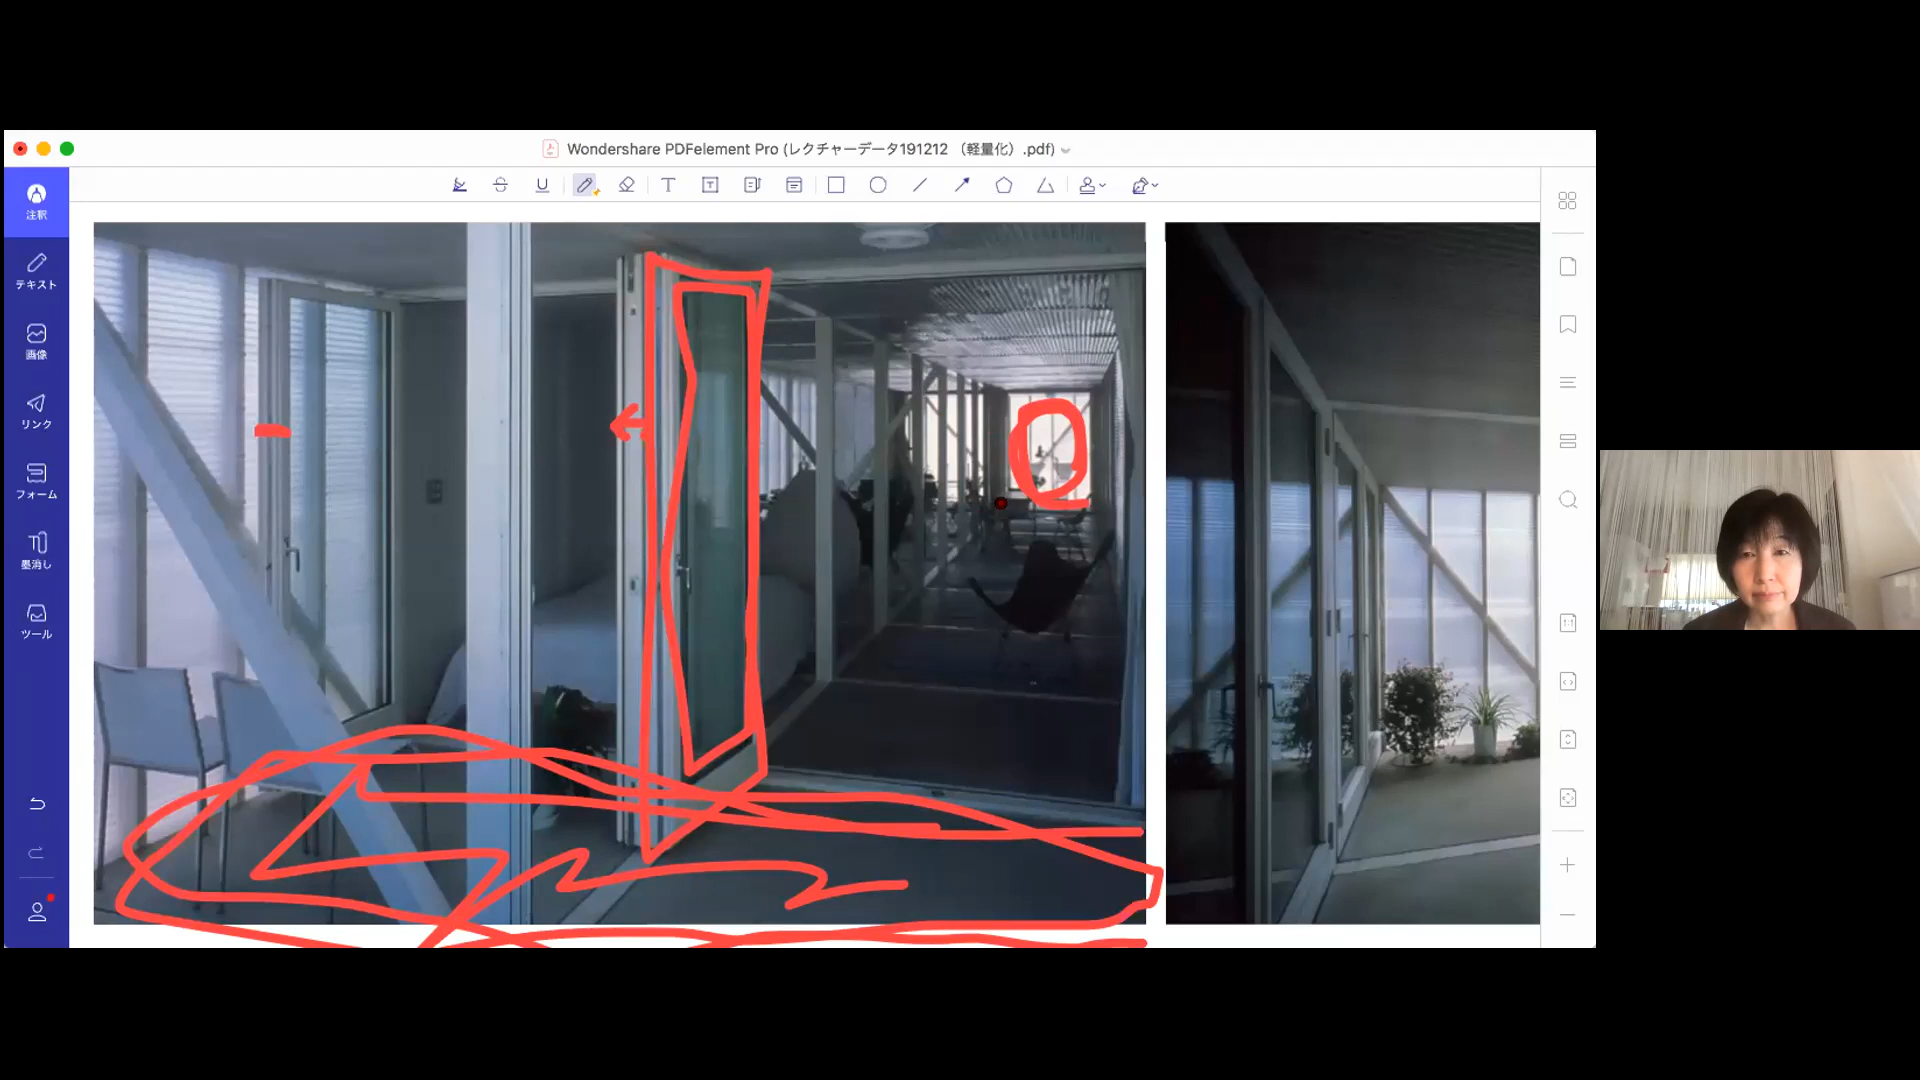 Wondershare PDFelement Pro (レクチャーデータ191212 （軽量化）.pdf)
注釈
テキスト
画像
リンク
フォーム
墨消し
ツール